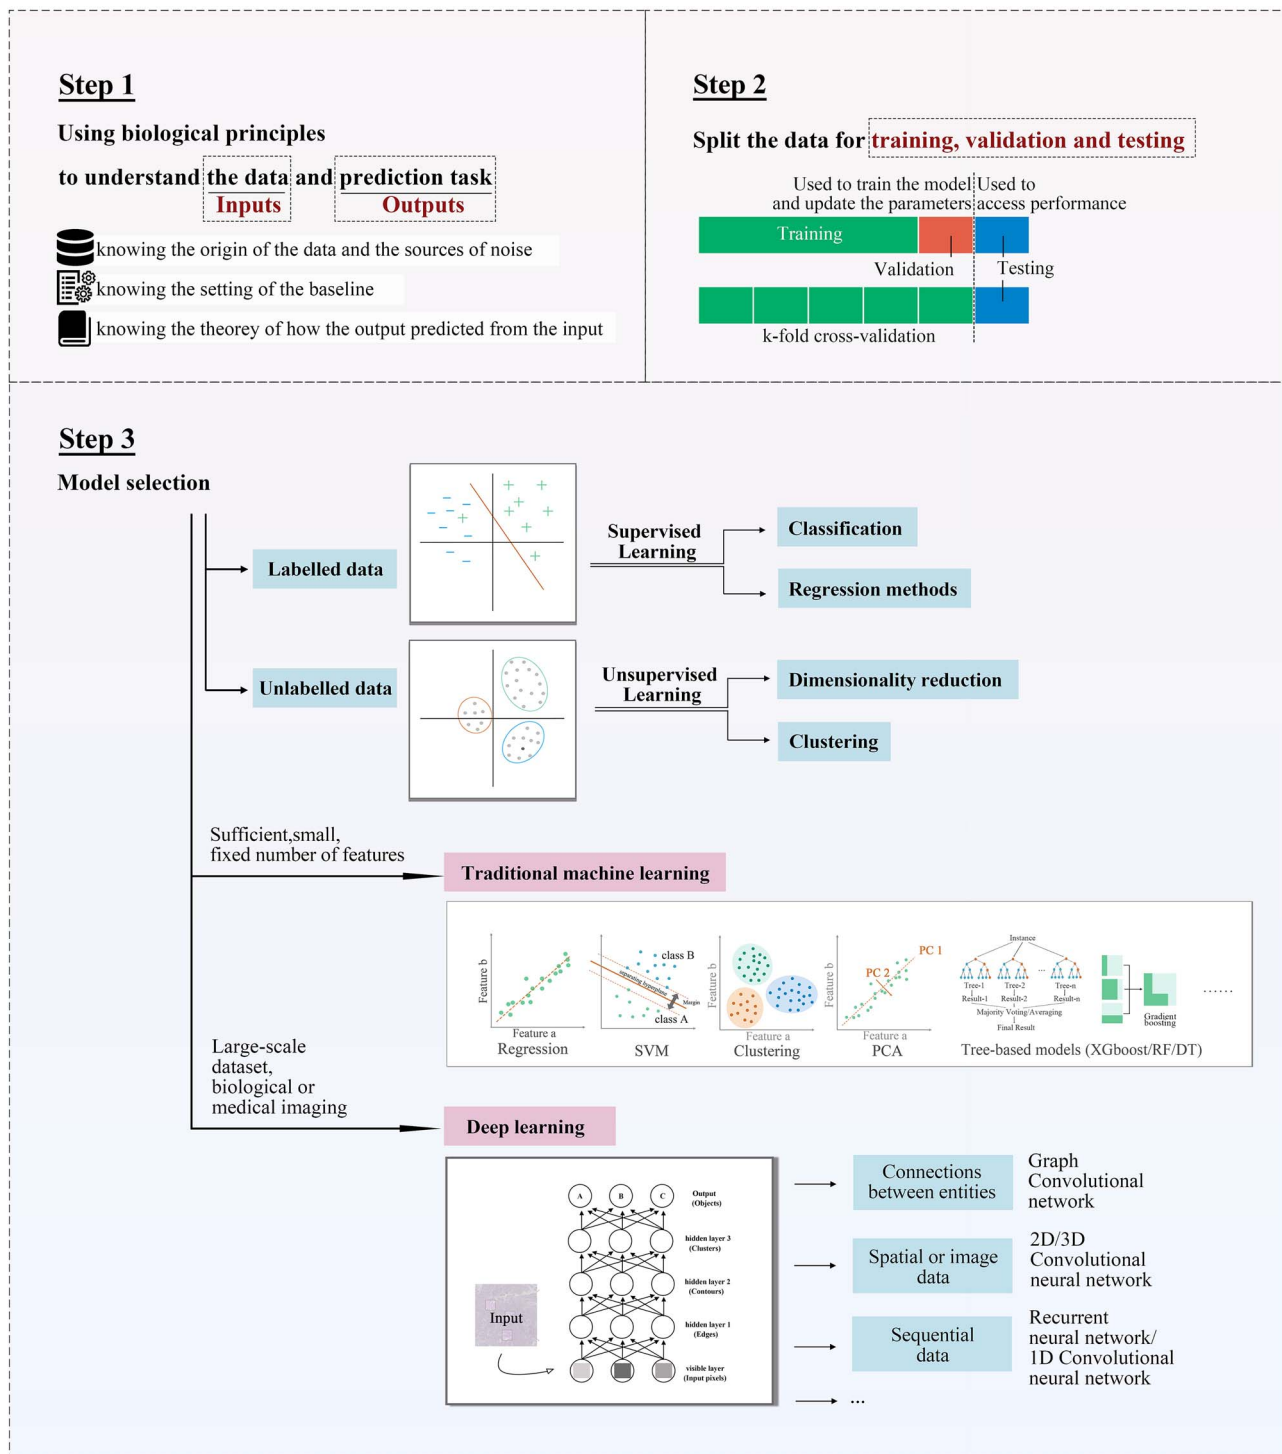 Step 1
Using biological principles
to understand the data and prediction task
Inputs
Outputs
knowing the origin of the data and the sources of noise
knowing the setting of the baseline
knowing the theorey of how the output predicted from the input
Step 2
Split the data for training, validation and testing
Used to train the model
and update the parameters
Used to
access performance
Training
Validation
Testing
k-fold cross-validation
Step 3
Model selection
Labelled data
Supervised
Learning
Classification
Regression methods
Unlabelled data
Unsupervised
Learning
Dimensionality reduction
Clustering
Sufficient,small,
fixed number of features
Traditional machine learning
Feature b
Feature a
Regression
class B
separating hyperplane
Margin
class A
SVM
Feature b
Feature a
Clustering
Feature b
PC 1
PC 2
Feature a
PCA
Instance
...
Tree-1
Tree-2
Tree-n
Result-1
Result-2
Result-n
Majority Voting/Averaging
Final Result
Gradient
boosting
......
Tree-based models (XGboost/RF/DT)
Large-scale
dataset,
biological or
medical imaging
Deep learning
Input
A
B
C
Output
(Objects)
hidden layer 3
(Clusters)
hidden layer 2
(Contours)
hidden layer 1
(Edges)
visible layer
(Input pixels)
Connections
between entities
Graph
Convolutional
network
Spatial or image
data
2D/3D
Convolutional
neural network
Sequential
data
Recurrent
neural network/
1D Convolutional
neural network
...